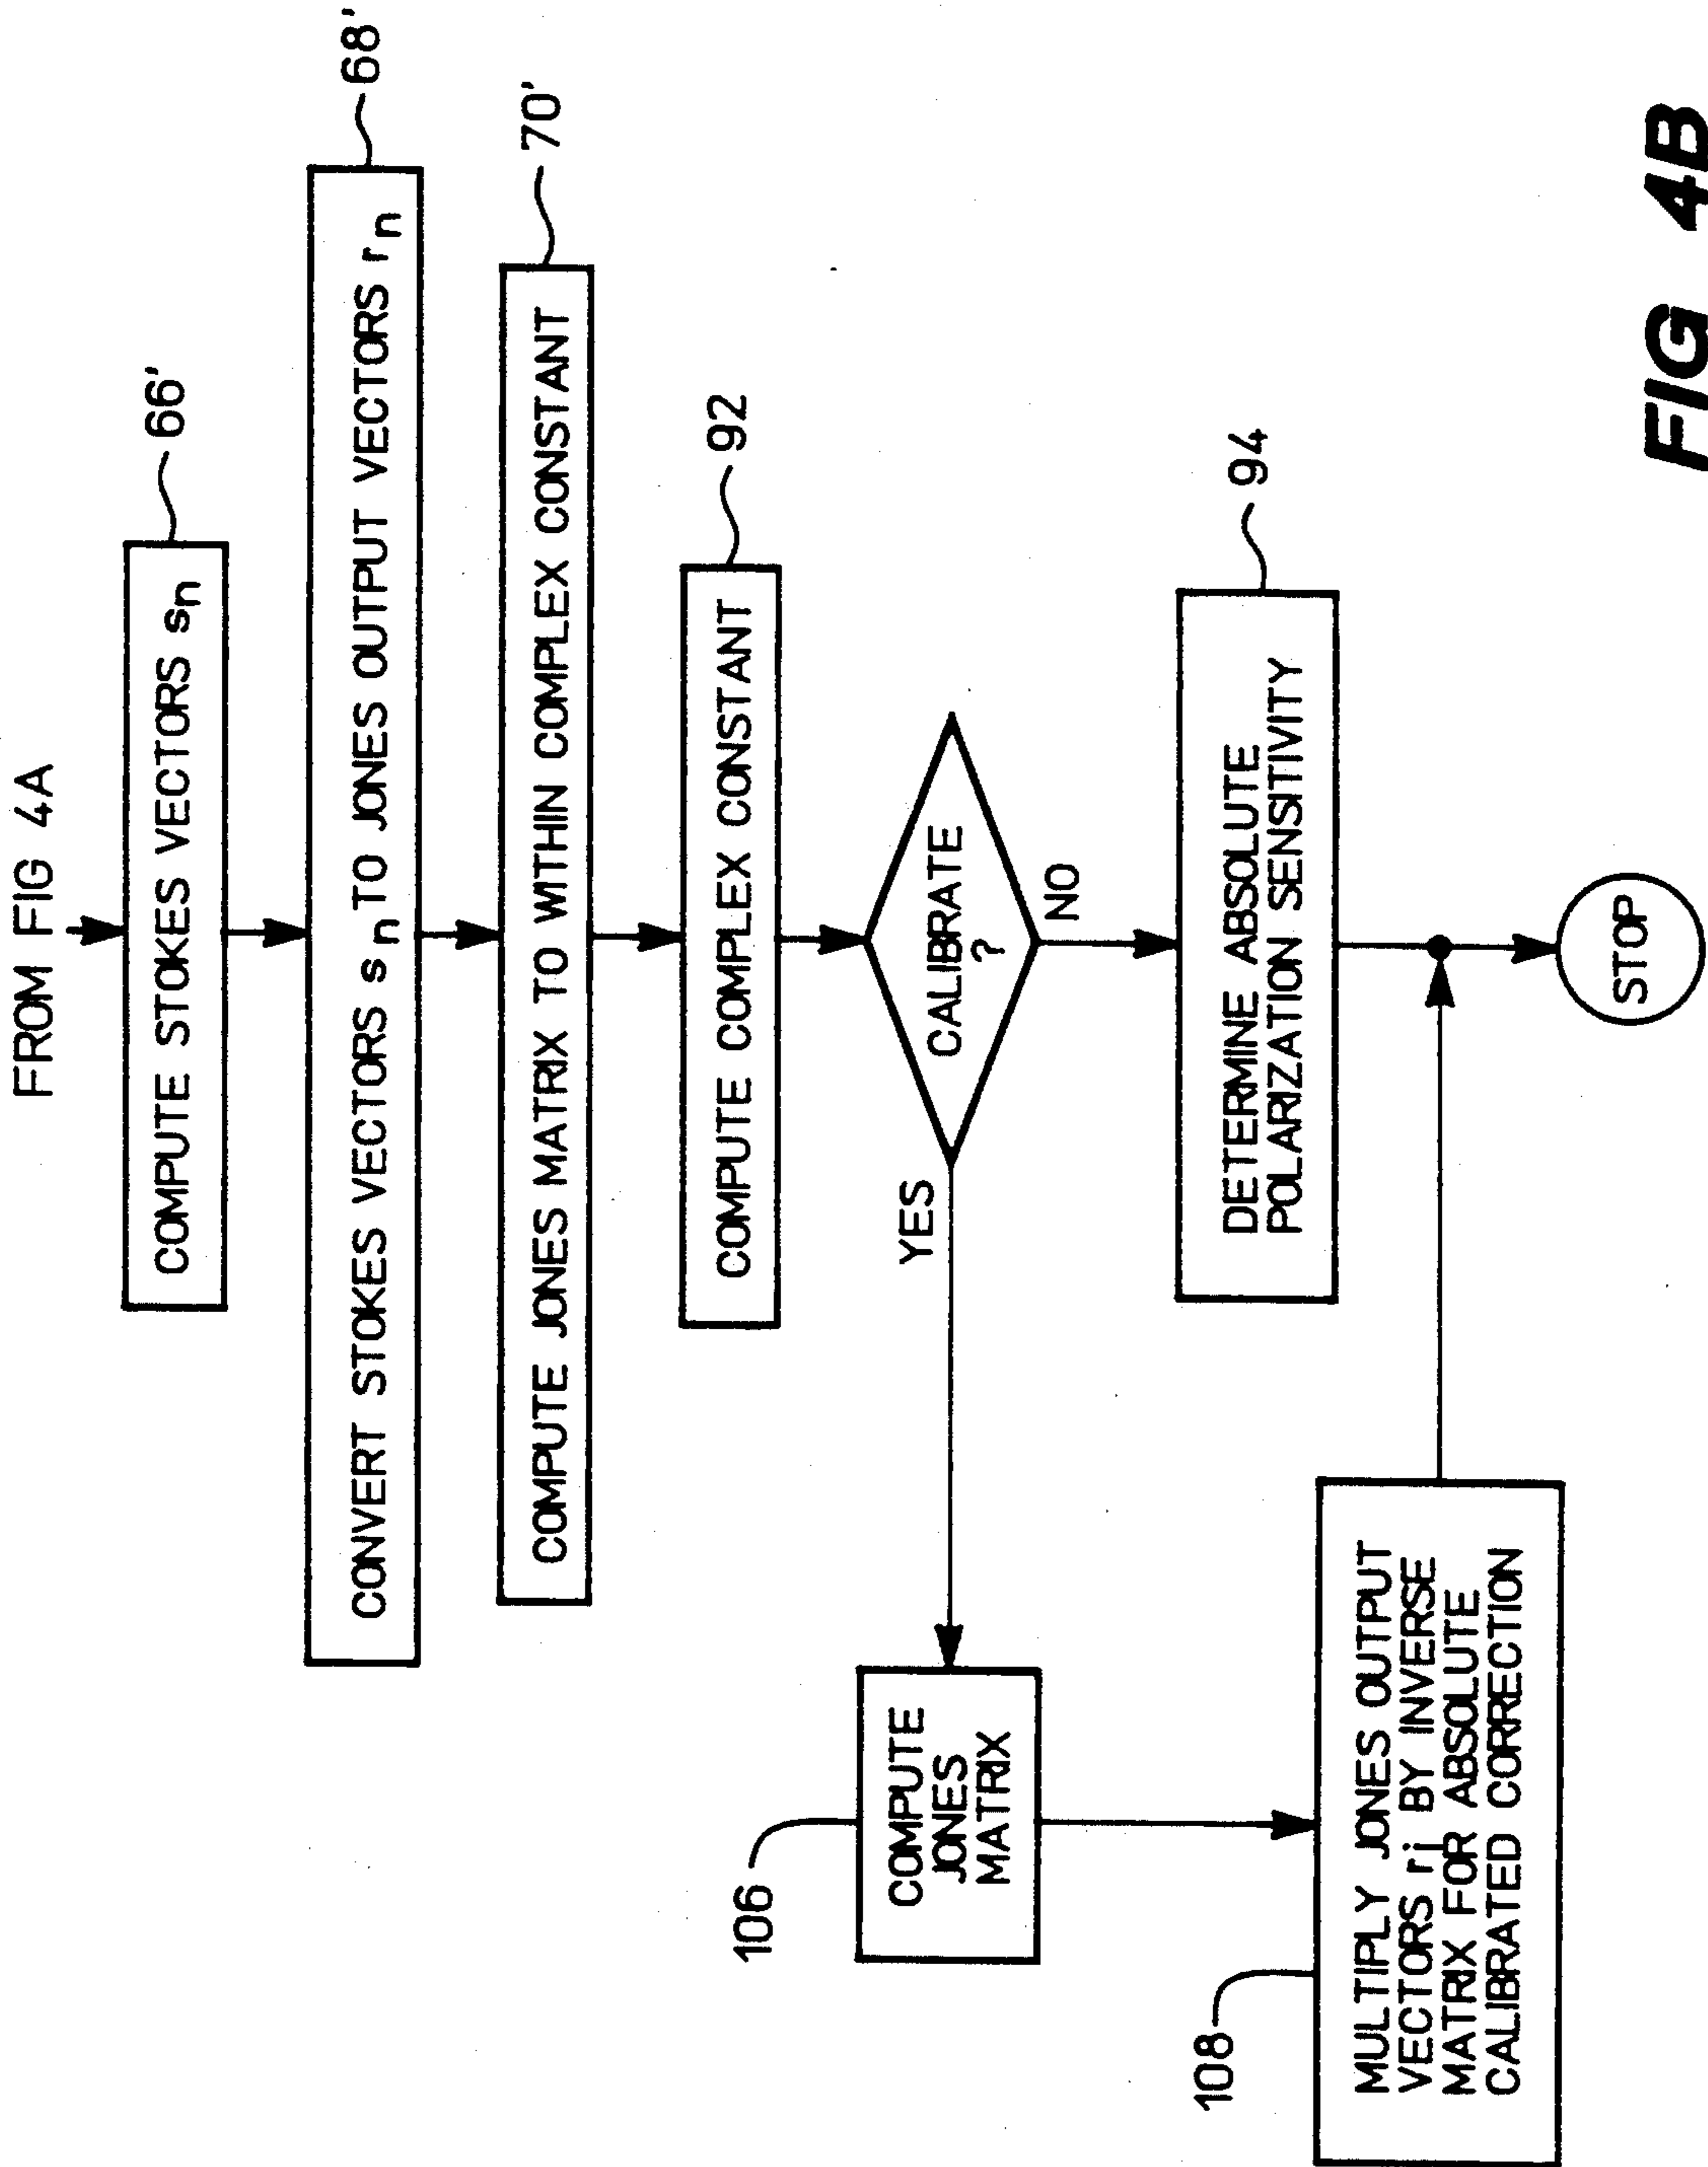 FROM FIG 4A
COMPUTE STOKES VECTORS sn
66'
CONVERT STOKES VECTORS sn TO JONES OUTPUT VECTORS rn
68'
COMPUTE JONES MATRIX TO WITHIN COMPLEX CONSTANT
70'
COMPUTE COMPLEX CONSTANT
92
CALIBRATE
?
YES
NO
106
COMPUTE
JONES
MATRIX
DETERMINE ABSOLUTE
POLARIZATION SENSITIVITY
94
108
MULTIPLY JONES OUTPUT
VECTORS ri BY INVERSE
MATRIX FOR ABSOLUTE
CALIBRATED CORRECTION
STOP
FIG 4B